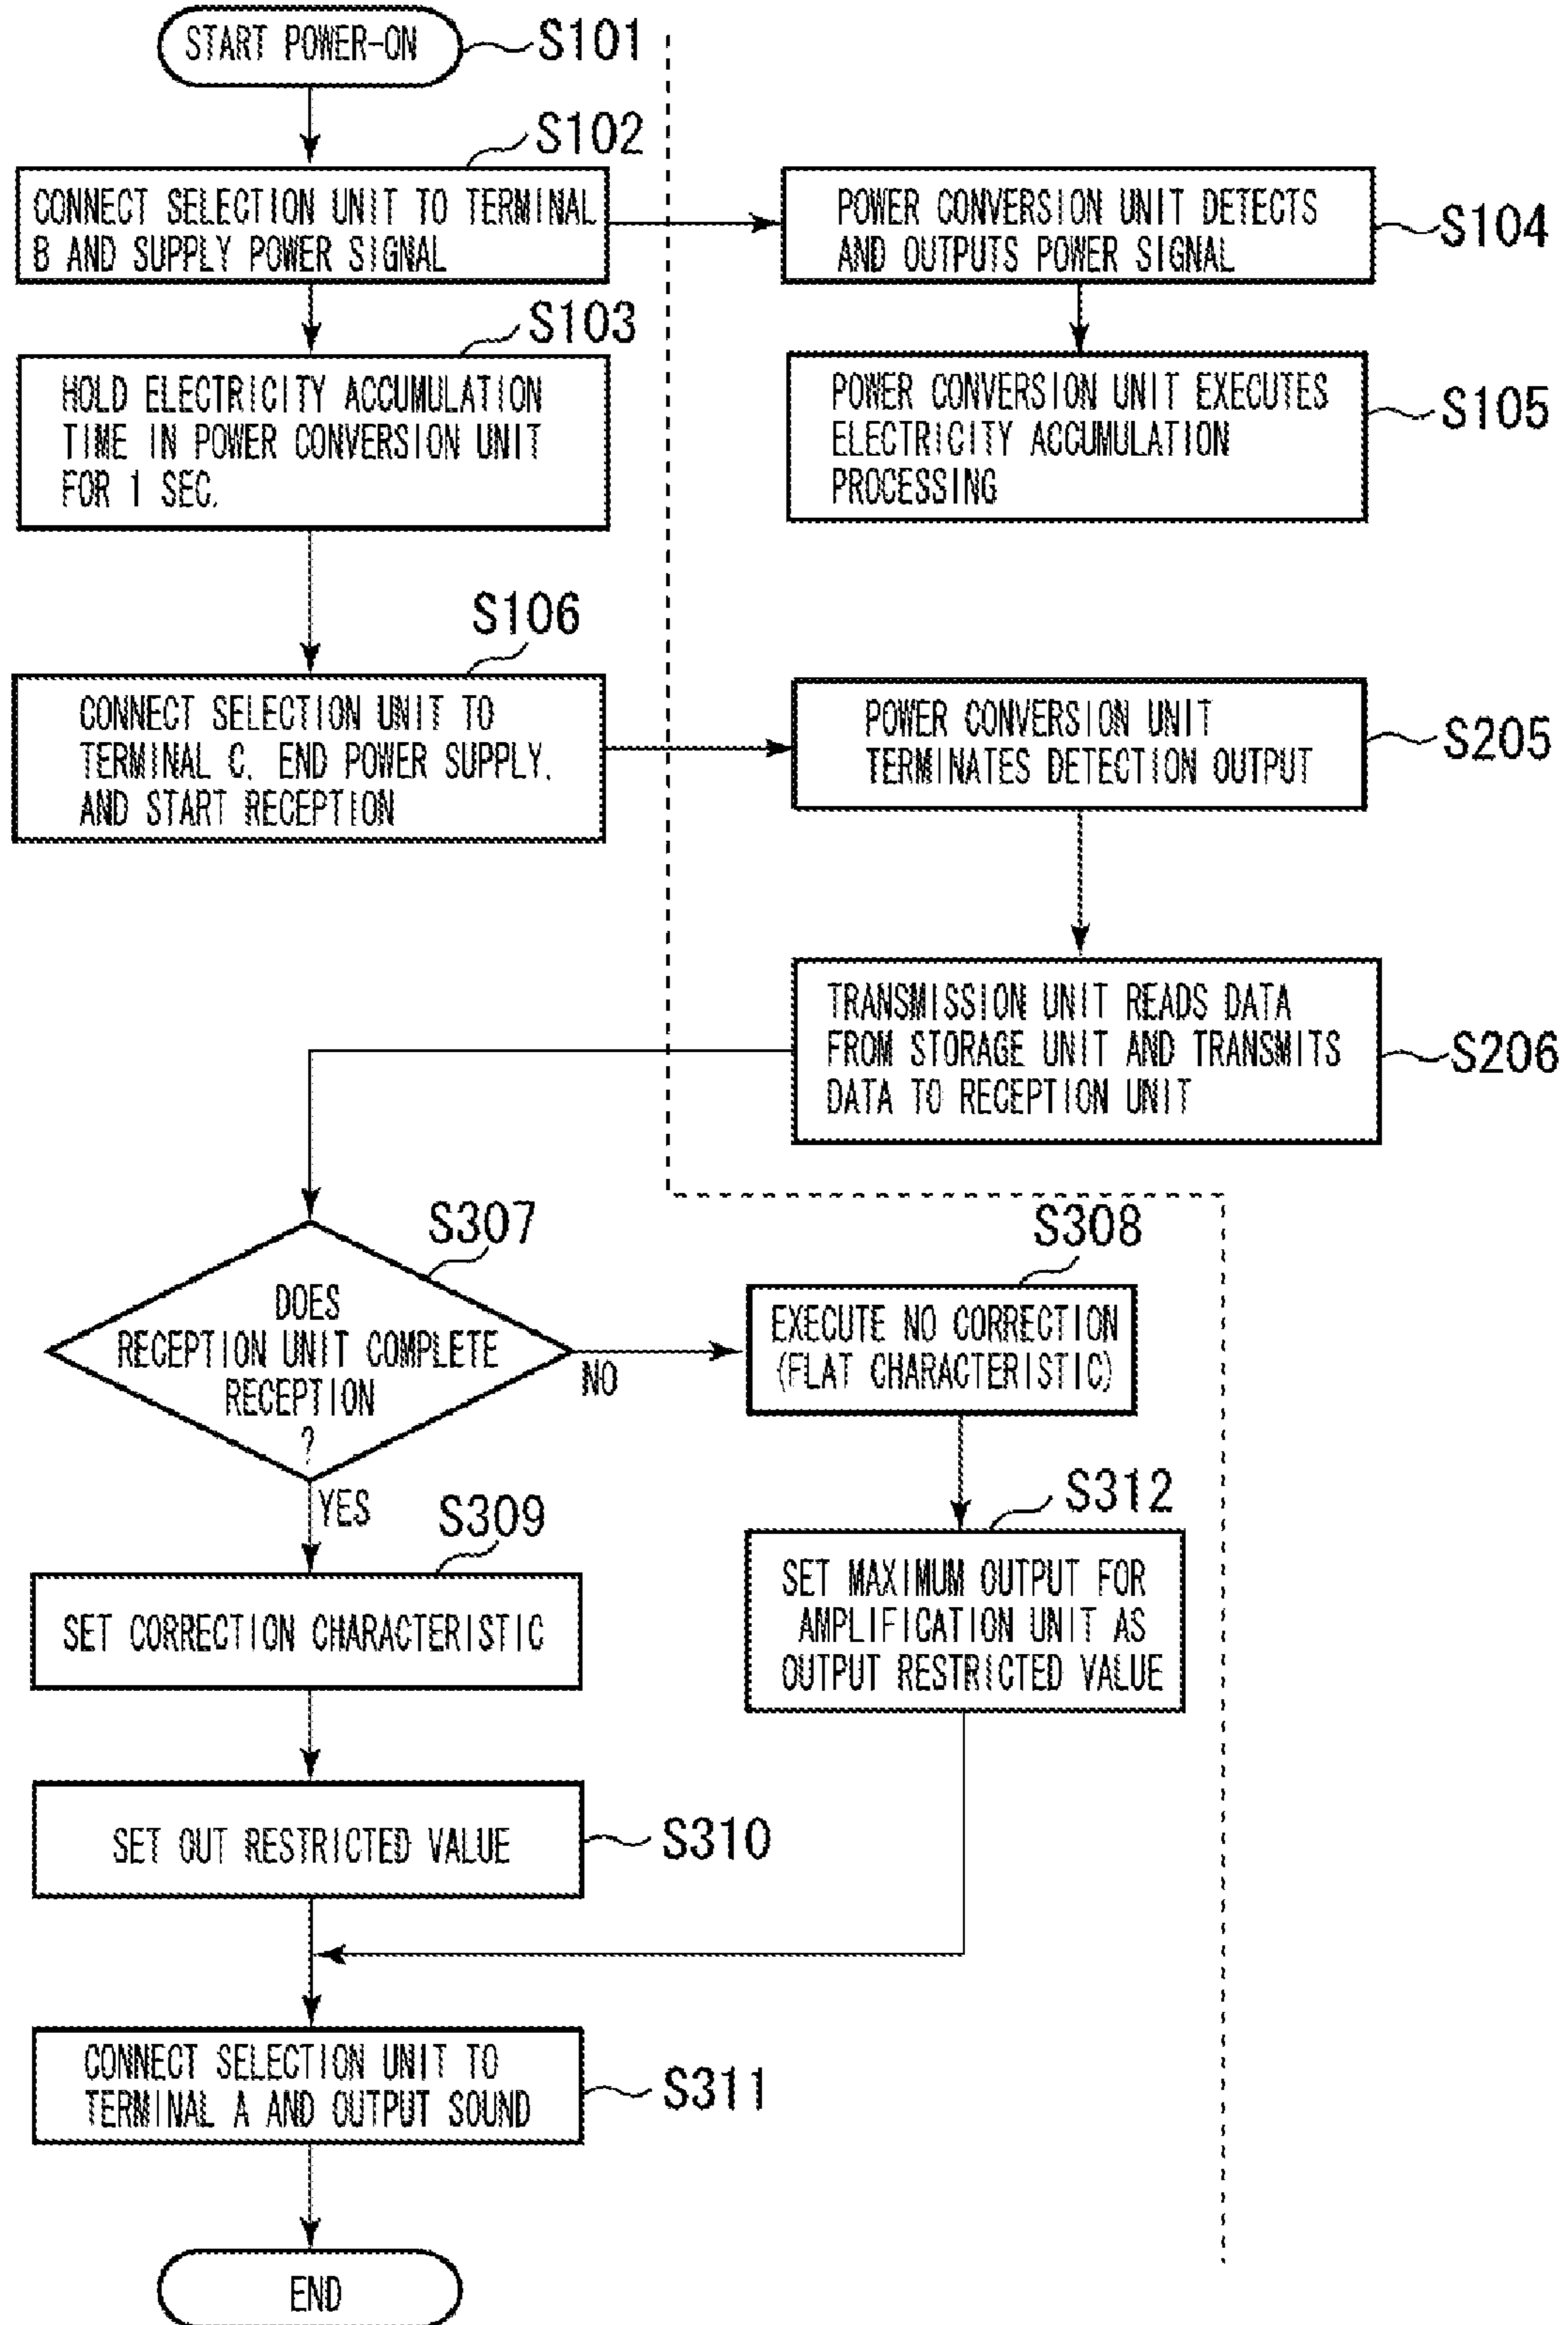 START POWER-ON
S101
S102
CONNECT SELECTION UNIT TO TERMINAL
B AND SUPPLY POWER SIGNAL
POWER CONVERSION UNIT DETECTS
AND OUTPUTS POWER SIGNAL
S104
S103
HOLD ELECTRICITY ACCUMULATION
TIME IN POWER CONVERSION UNIT
FOR 1 SEC.
POWER CONVERSION UNIT EXECUTES
ELECTRICITY ACCUMULATION
PROCESSING
S105
S106
CONNECT SELECTION UNIT TO
TERMINAL C, END POWER SUPPLY,
AND START RECEPTION
POWER CONVERSION UNIT
TERMINATES DETECTION OUTPUT
S205
TRANSMISSION UNIT READS DATA
FROM STORAGE UNIT AND TRANSMITS
DATA TO RECEPTION UNIT
S206
S307
DOES
RECEPTION UNIT COMPLETE
RECEPTION
?
NO
YES
S308
EXECUTE NO CORRECTION
(FLAT CHARACTERISTIC)
S312
SET MAXIMUM OUTPUT FOR
AMPLIFICATION UNIT AS
OUTPUT RESTRICTED VALUE
S309
SET CORRECTION CHARACTERISTIC
SET OUT RESTRICTED VALUE
S310
CONNECT SELECTION UNIT TO
TERMINAL A AND OUTPUT SOUND
S311
END